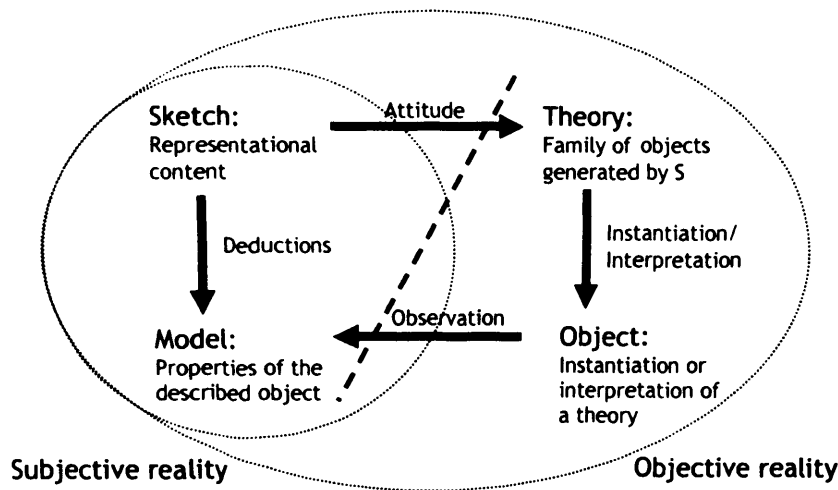 Sketch:
Representational
content
Attitude
Theory:
Family of objects
generated by S
Deductions
Instantiation/
Interpretation
Model:
Properties of the
described object
Observation
Object:
Instantiation or
interpretation of
a theory
Subjective reality
Objective reality